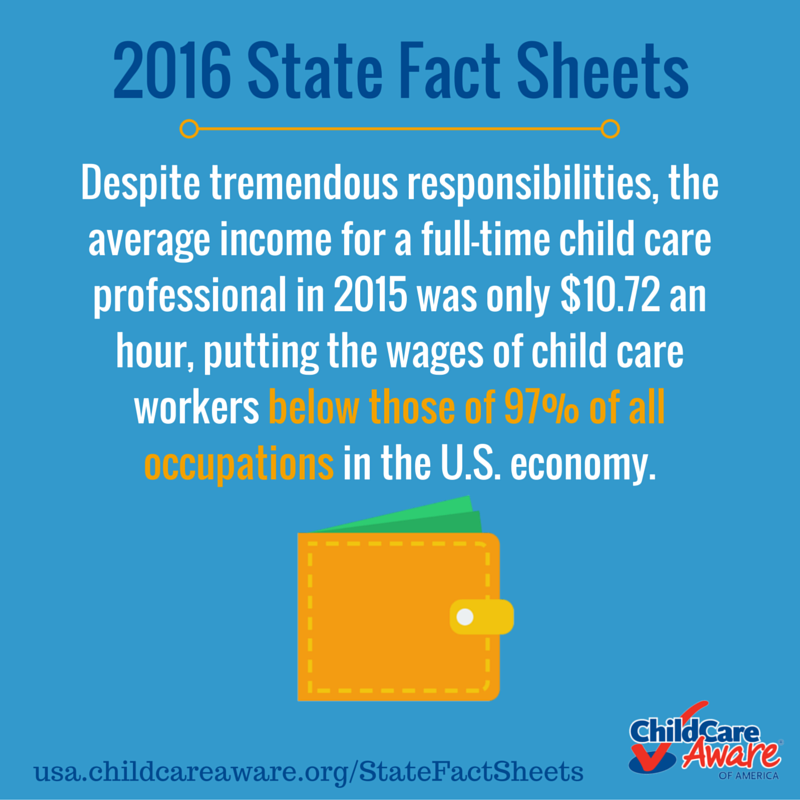 2016 State Fact Sheets
Despite tremendous responsibilities, the
average income for a full-time child care
professional in 2015 was only $10.72 an
hour, putting the wages of child care
workers below those of 97% of all
occupations in the U.S. economy.
ChildCare
Aware
OF AMERICA
usa.childcareaware.org/StateFactSheets